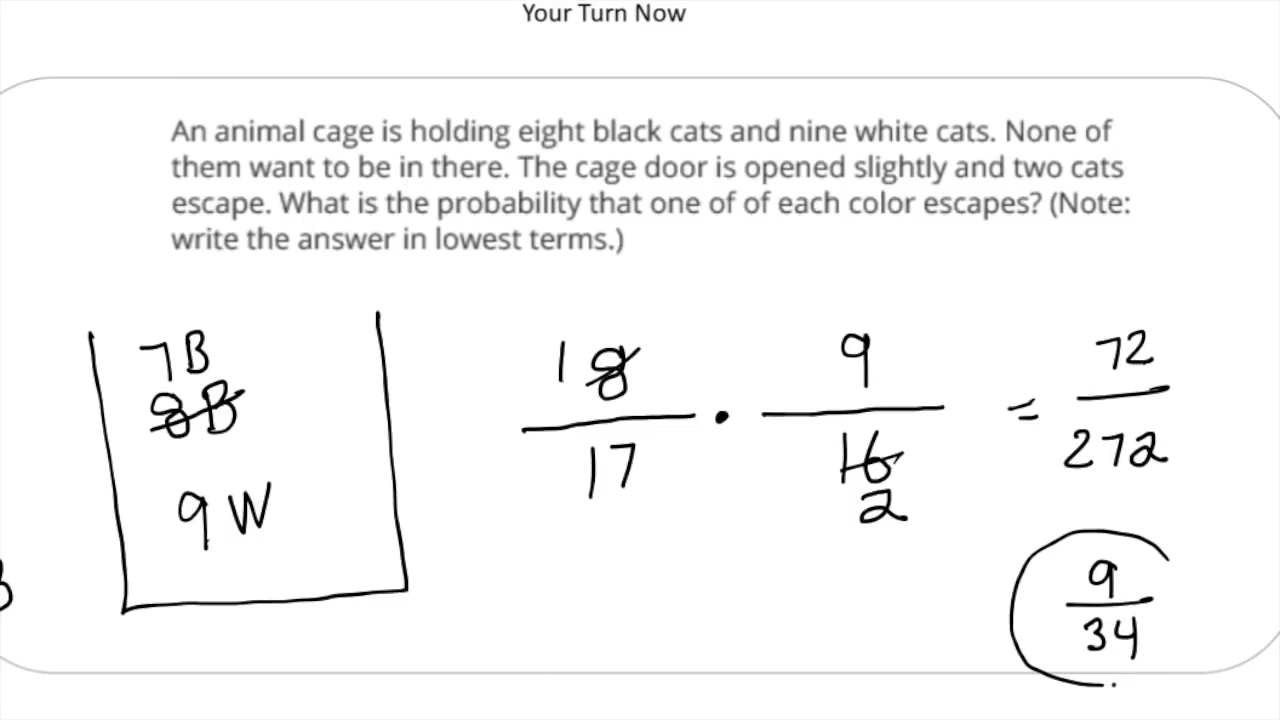 Your Turn Now
An animal cage is holding eight black cats and nine white cats. None of
them want to be in there. The cage door is opened slightly and two cats
escape. What is the probability that one of of each color escapes? (Note:
write the answer in lowest terms.)
7B
8B
9W
1 8 9 72
— · — = —
17 16 272
2
9
—
34
B